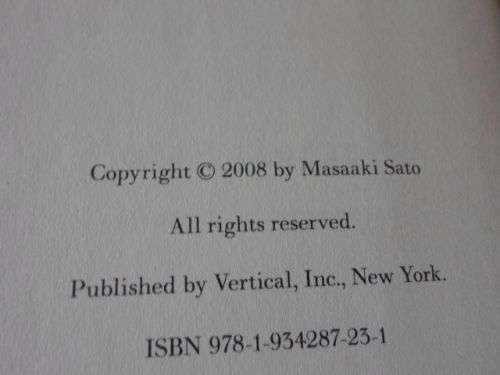 Copyright © 2008 by Masaaki Sato
All rights reserved.
Published by Vertical, Inc., New York.
ISBN 978-1-934287-23-1